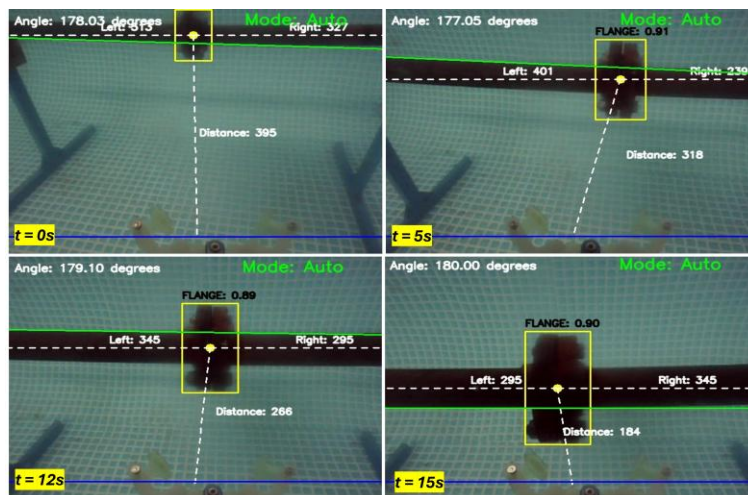 Angle: 178.03 degrees
Mode: Auto
Left: 313
Right: 327
Distance: 395
t = 0s
Angle: 177.05 degrees
Mode: Auto
FLANGE: 0.91
Left: 401
Right: 239
Distance: 318
t = 5s
Angle: 179.10 degrees
Mode: Auto
FLANGE: 0.89
Left: 345
Right: 295
Distance: 266
t = 12s
Angle: 180.00 degrees
Mode: Auto
FLANGE: 0.90
Left: 295
Right: 345
Distance: 184
t = 15s